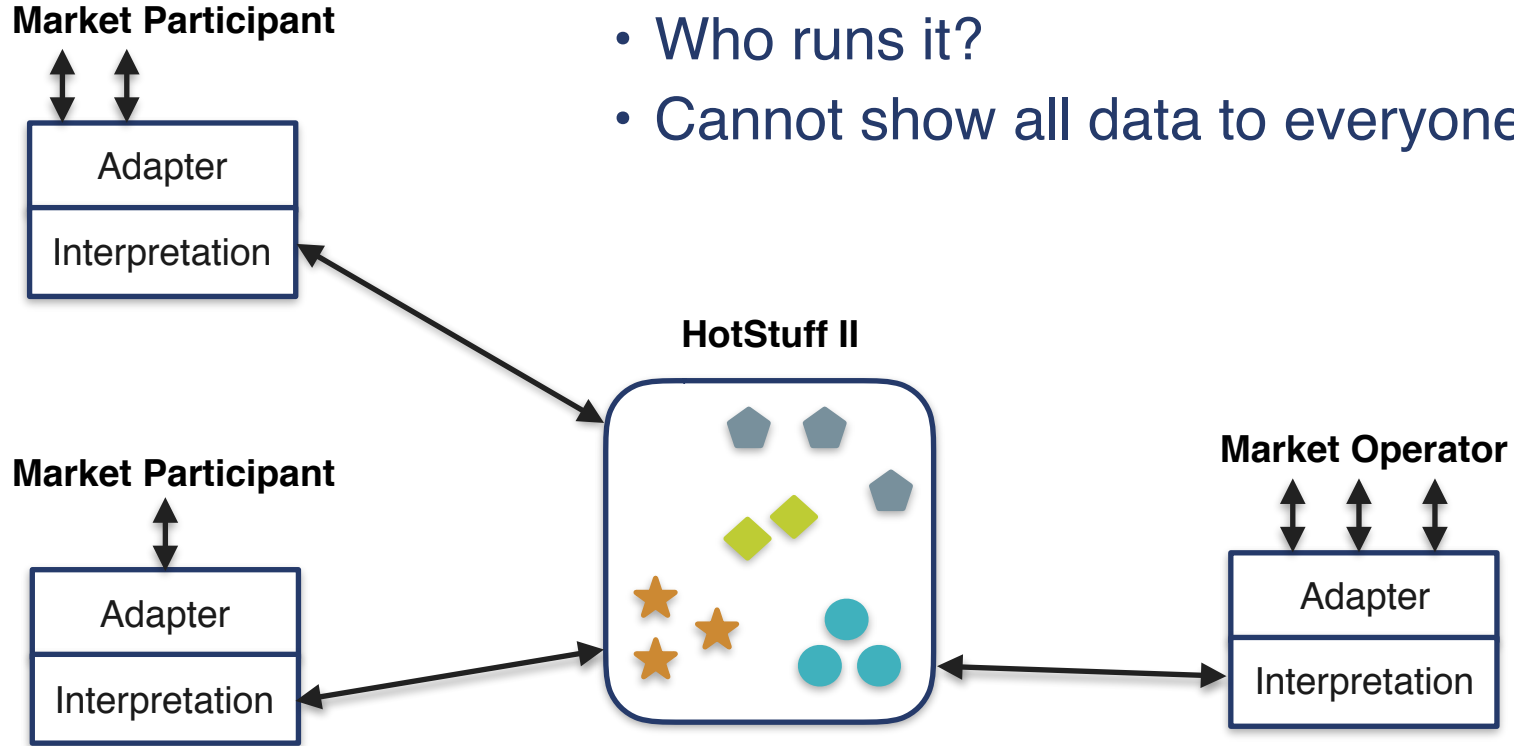 Market Participant
• Who runs it?
• Cannot show all data to everyone
Adapter
Interpretation
HotStuff II
Market Participant
Market Operator
Adapter
Interpretation
Adapter
Interpretation